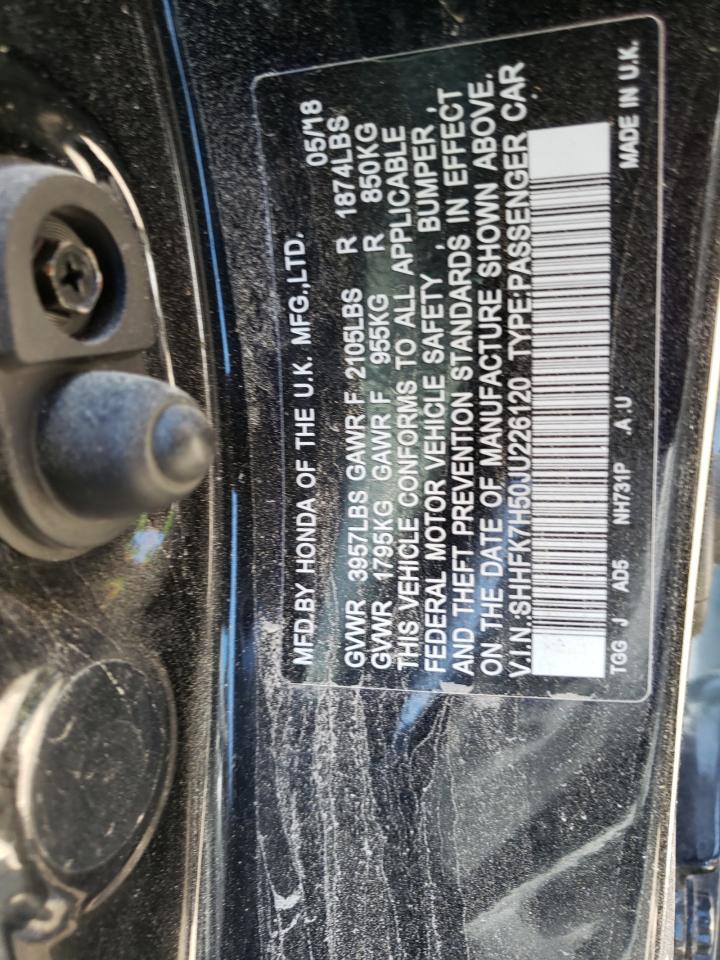 MFD.BY HONDA OF THE U.K. MFG.,LTD. 05/18
GVWR 3957LBS GAWR F 2105LBS R 1874LBS
GVWR 1795KG GAWR F 955KG R 850KG
THIS VEHICLE CONFORMS TO ALL APPLICABLE
FEDERAL MOTOR VEHICLE SAFETY , BUMPER ,
AND THEFT PREVENTION STANDARDS IN EFFECT
ON THE DATE OF MANUFACTURE SHOWN ABOVE.
V.I.N.:SHHFK7H50JU226120 TYPE:PASSENGER CAR
TGG J AD5 NH731P .A U MADE IN U.K.